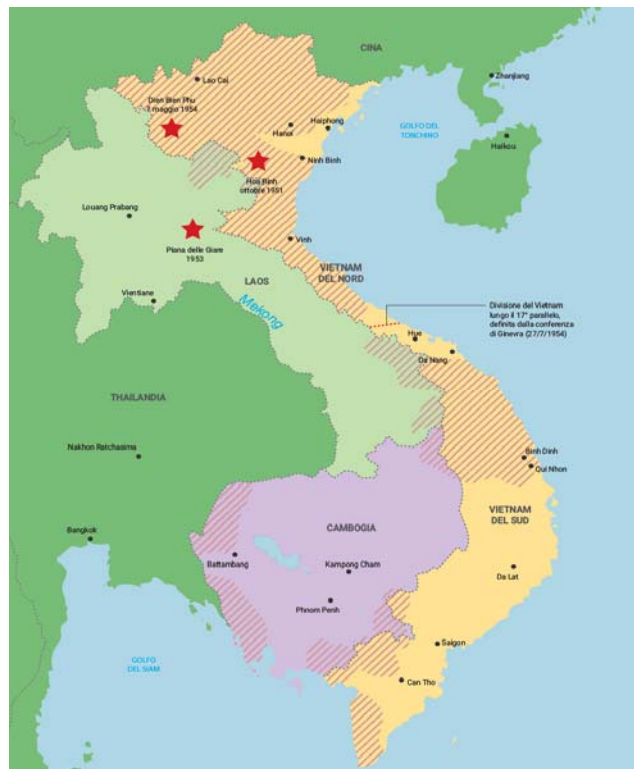 CINA
Lao Cai
Zhanjiang
Dien Bien Phu
7 maggio 1954
Haiphong
Hanoi
GOLFO DEL
TONCHINO
Haikou
Ninh Binh
Hoa Binh
ottobre 1951
Louang Prabang
Piana delle Giare
1953
Vinh
VIETNAM
DEL NORD
LAOS
Vientiane
Mekong
Divisione del Vietnam
lungo il 17° parallelo,
definita dalla conferenza
di Ginevra (27/7/1954)
Hue
Da Nang
THAILANDIA
Nakhon Ratchasima
Binh Dinh
Qui Nhon
VIETNAM
DEL SUD
CAMBOGIA
Bangkok
Battambang
Kampong Cham
Da Lat
Phnom Penh
Saigon
GOLFO
DEL SIAM
Can Tho